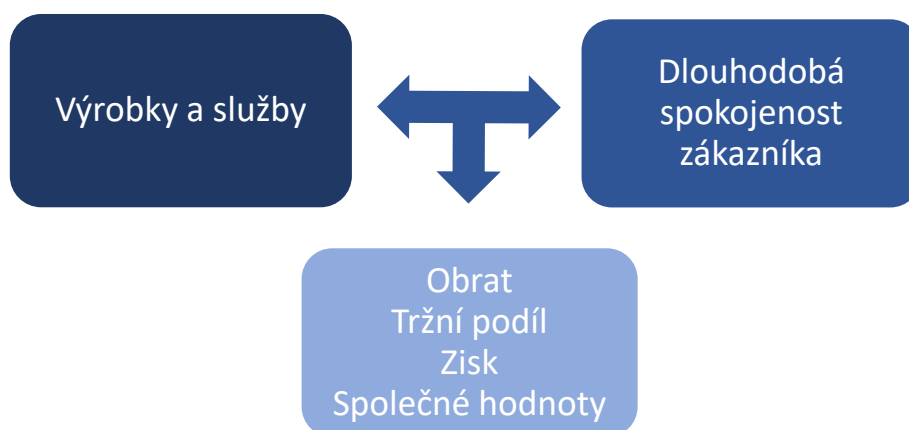 Výrobky a služby
Dlouhodobá
spokojenost
zákazníka
Obrat
Tržní podíl
Zisk
Společné hodnoty